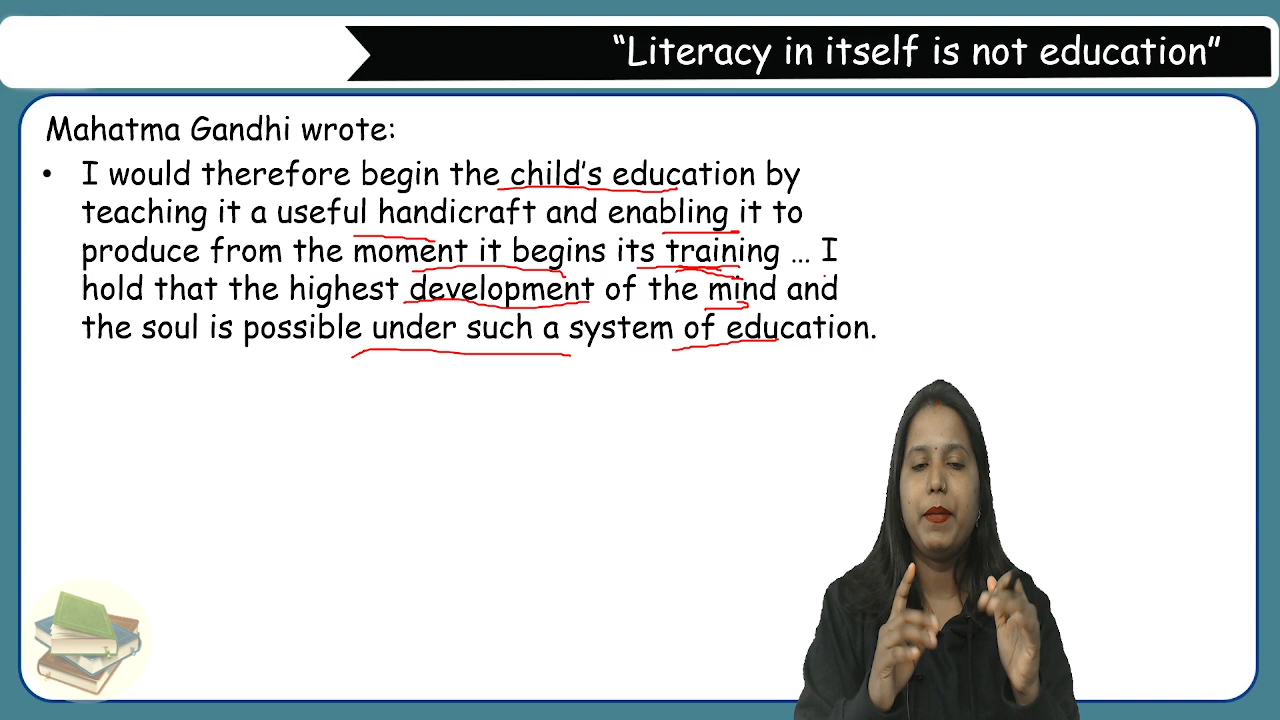 “Literacy in itself is not education”
Mahatma Gandhi wrote:
• I would therefore begin the child's education by
teaching it a useful handicraft and enabling it to
produce from the moment it begins its training ... I
hold that the highest development of the mind and
the soul is possible under such a system of education.